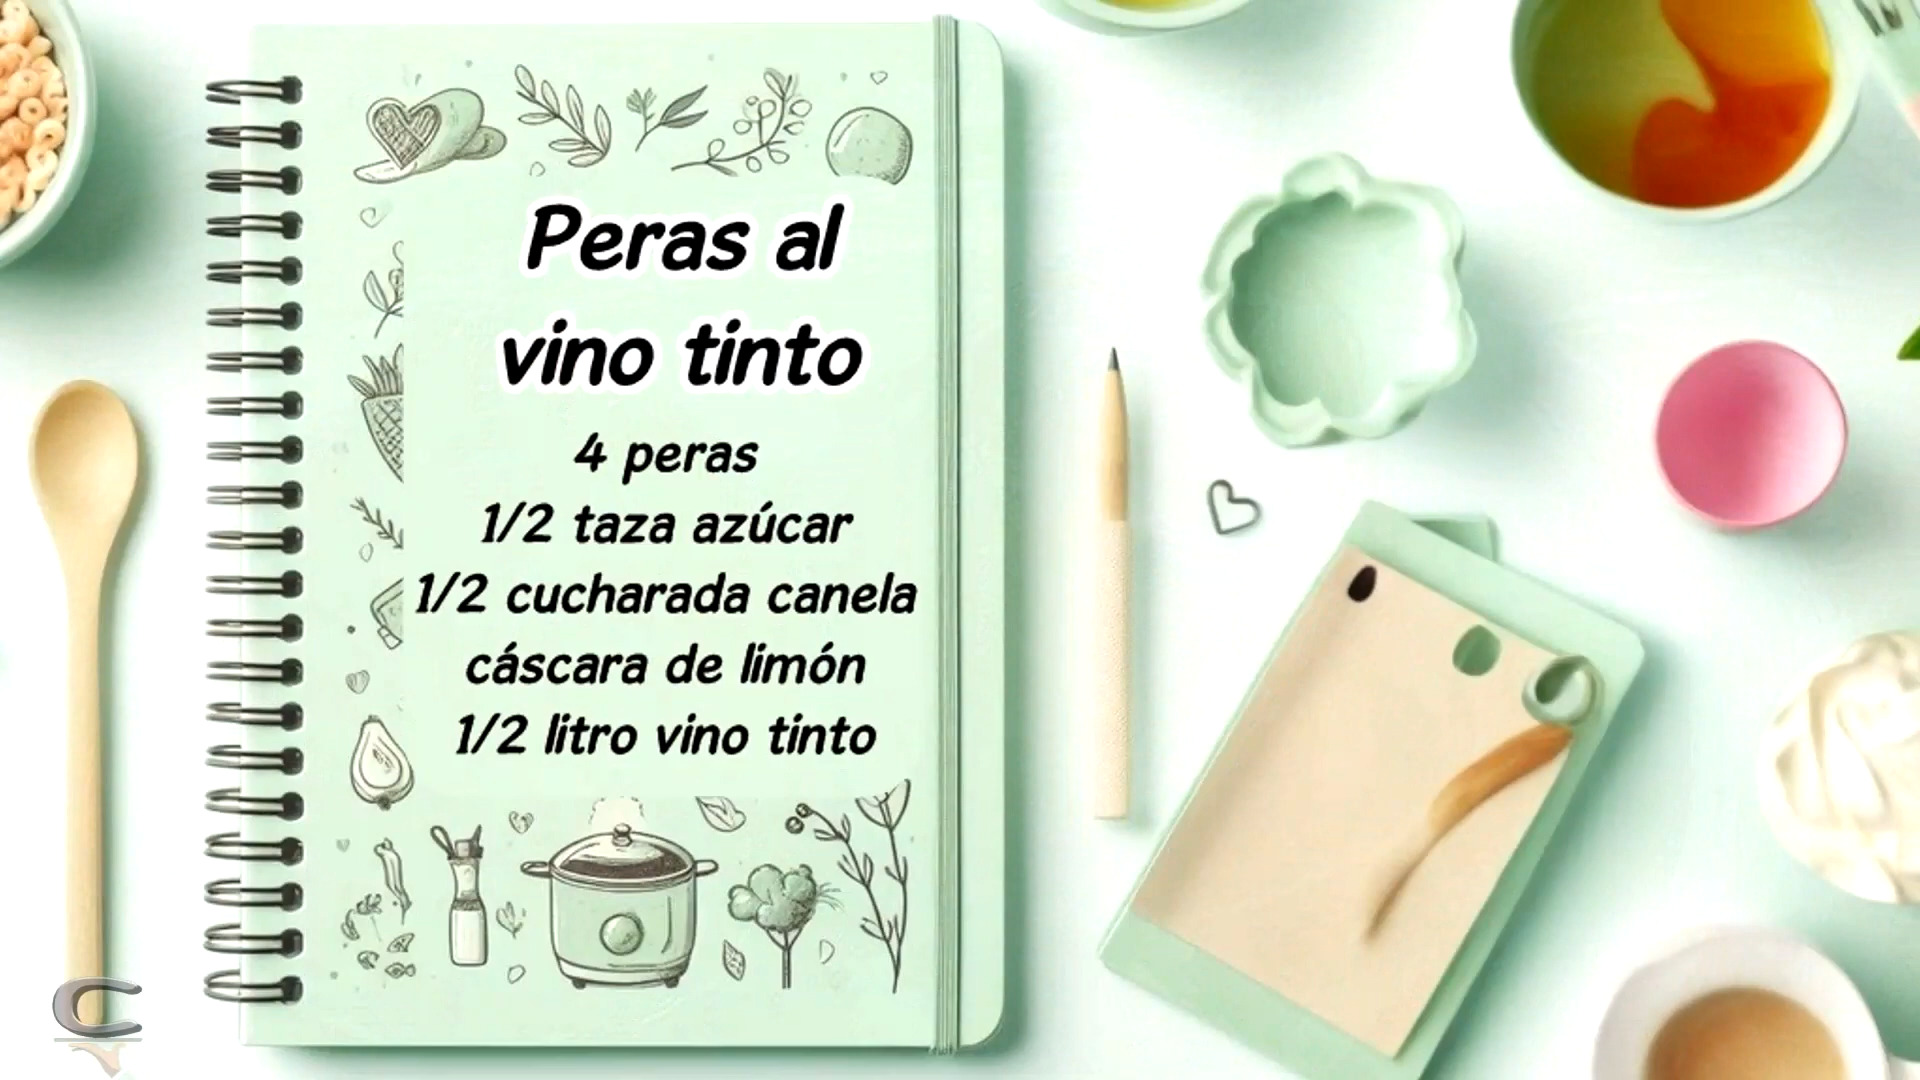 Peras al
vino tinto
4 peras
1/2 taza azúcar
1/2 cucharada canela
cáscara de limón
1/2 litro vino tinto